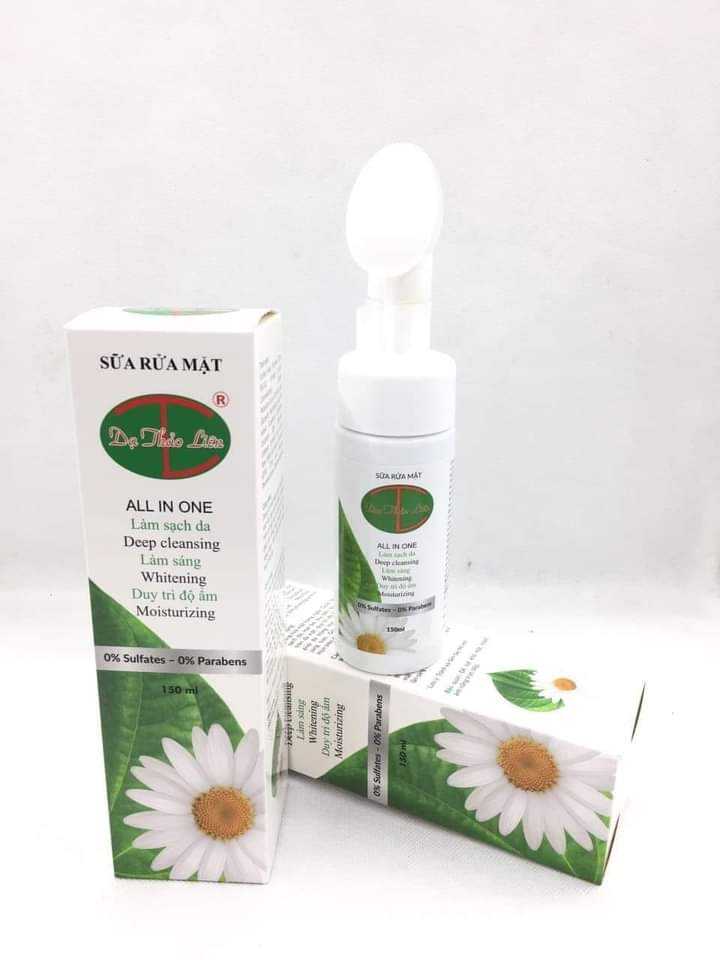 SỮA RỬA MẶT
®
Dạ Thảo Liên
ALL IN ONE
Làm sạch da
Deep cleansing
Làm sáng
Whitening
Duy trì độ ẩm
Moisturizing
0% Sulfates – 0% Parabens
150 ml
SỮA RỬA MẶT
Dạ Thảo Liên
ALL IN ONE
Làm sạch da
Deep cleansing
Làm sáng
Whitening
Duy trì độ ẩm
Moisturizing
0% Sulfates – 0% Parabens
150ml
Deep Cleansing
Làm sáng
Whitening
Duy trì độ ẩm
Moisturizing
0% Sulfates – 0% Parabens
150 ml